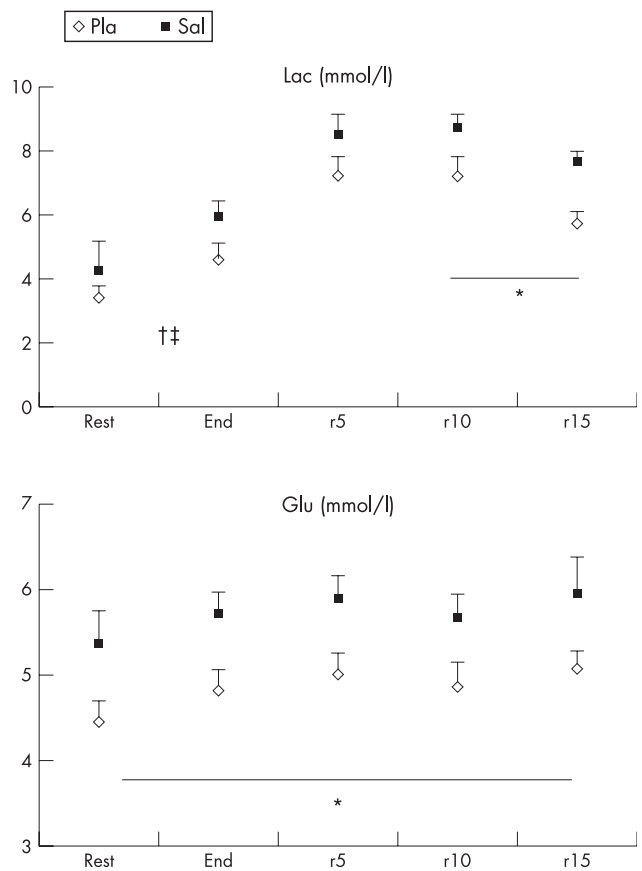 Pla Sal
Lac (mmol/l)
10
8
6
4
*
†‡
2
0
Rest End r5 r10 r15
Glu (mmol/l)
7
6
5
4
*
3
Rest End r5 r10 r15